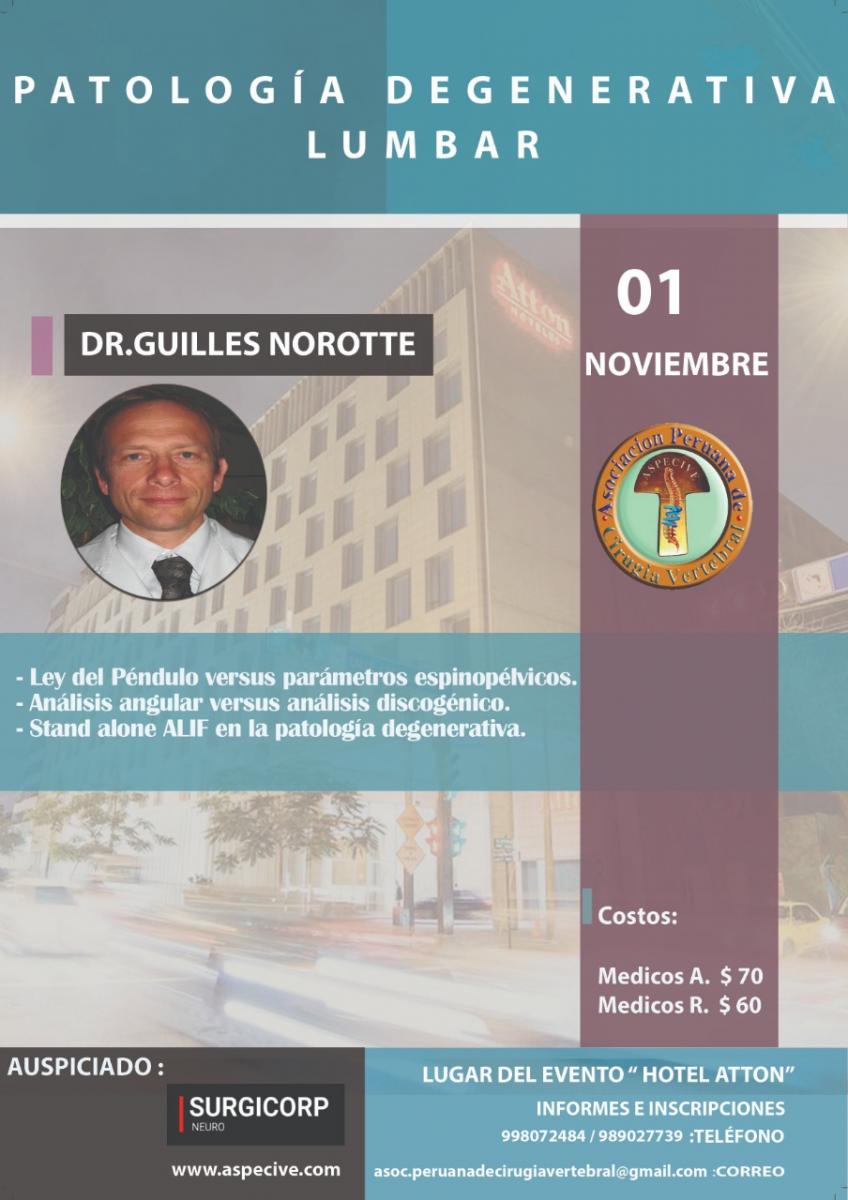 PATOLOGÍA DEGENERATIVA
LUMBAR
01
NOVIEMBRE
Atton
HOTELES
DR.GUILLES NOROTTE
Asociacion Peruana de
ASPECIVE
Cirugia Vertebral
- Ley del Péndulo versus parámetros espinopélvicos.
- Análisis angular versus análisis discogénico.
- Stand alone ALIF en la patología degenerativa.
Costos:
Medicos A. $ 70
Medicos R. $ 60
AUSPICIADO :
SURGICORP
NEURO
www.aspecive.com
LUGAR DEL EVENTO “ HOTEL ATTON”
INFORMES E INSCRIPCIONES
998072484 / 989027739 :TELÉFONO
asoc.peruanadecirugiavertebral@gmail.com :CORREO